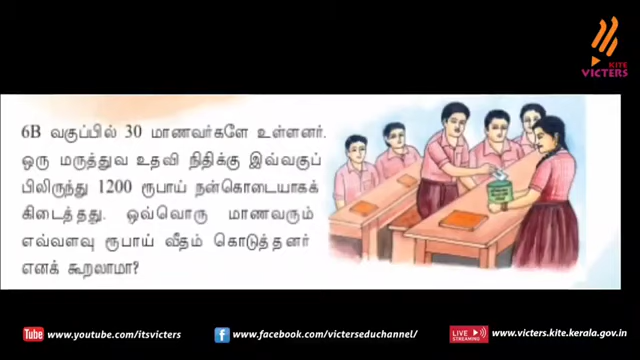 KITE
VICTERS
6B வகுப்பில் 30 மாணவர்களே உள்ளனர்.
ஒரு மருத்துவ உதவி நிதிக்கு இவ்வகுப்
பிலிருந்து 1200 ரூபாய் நன்கொடையாகக்
கிடைத்தது. ஒவ்வொரு மாணவரும்
எவ்வளவு ரூபாய் வீதம் கொடுத்தனர்
எனக் கூறலாமா?
You Tube www.youtube.com/itsvicters
f www.facebook.com/victerseduchannel/
LIVE STREAMING www.victers.kite.kerala.gov.in